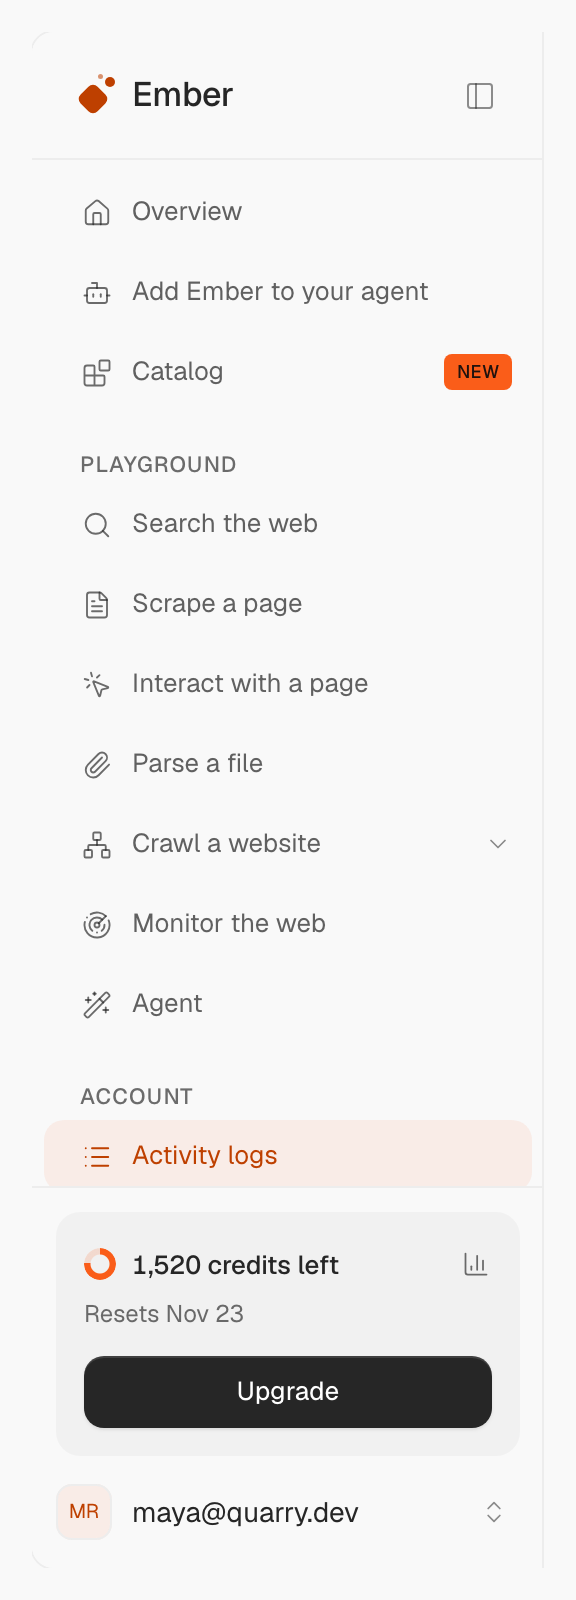 Ember
Overview
Add Ember to your agent
Catalog
NEW
PLAYGROUND
Search the web
Scrape a page
Interact with a page
Parse a file
Crawl a website
Monitor the web
Agent
ACCOUNT
Activity logs
1,520 credits left
Resets Nov 23
Upgrade
MR
maya@quarry.dev